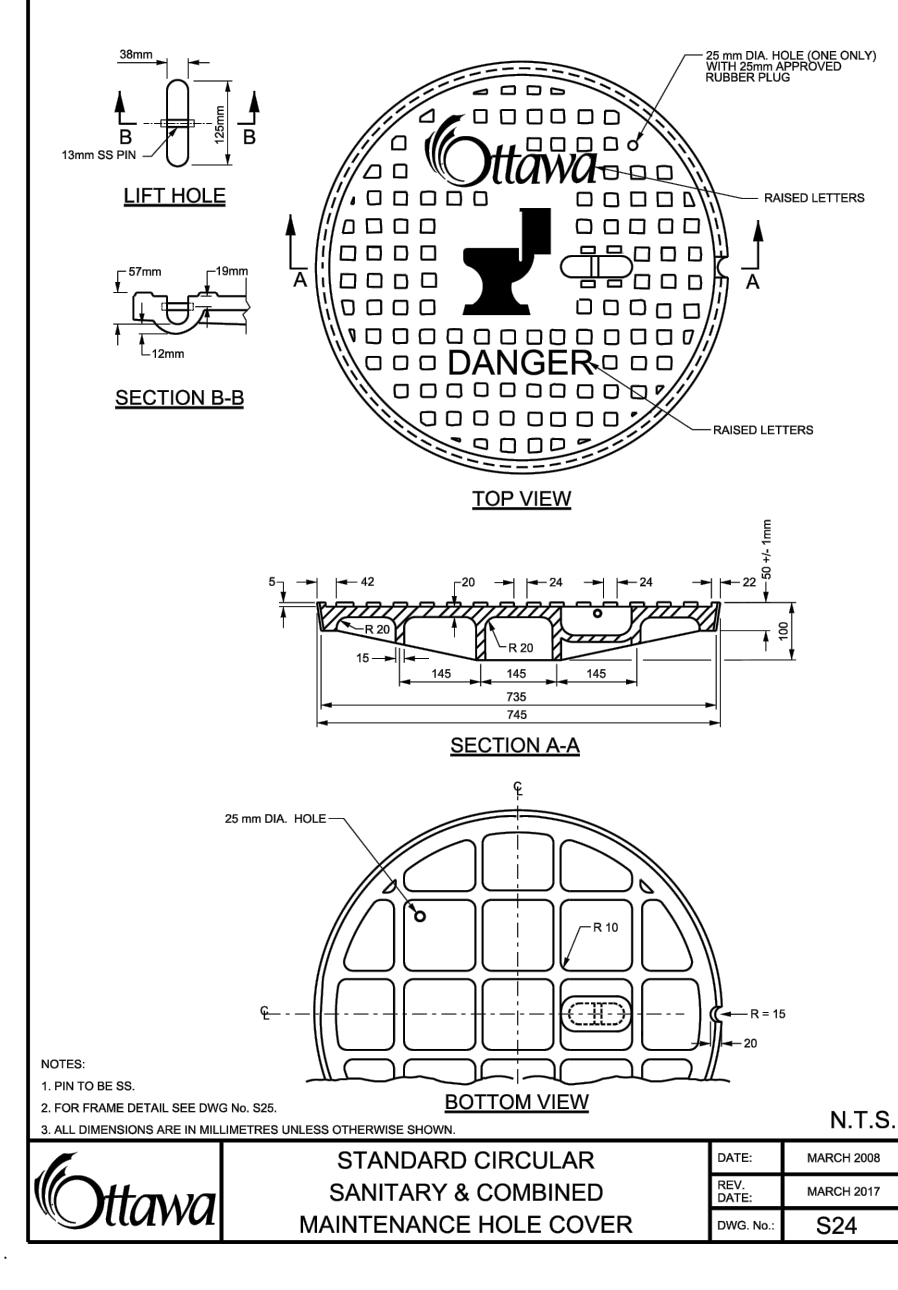 38mm
B
B
125mm
13mm SS PIN
LIFT HOLE
25 mm DIA. HOLE (ONE ONLY)
WITH 25mm APPROVED
RUBBER PLUG
Ottawa
RAISED LETTERS
A
A
DANGER
RAISED LETTERS
TOP VIEW
57mm
19mm
12mm
SECTION B-B
5
42
20
24
24
22
50 +/- 1mm
100
R 20
R 20
15
145
145
145
735
745
SECTION A-A
℄
25 mm DIA. HOLE
R 10
℄
R = 15
20
BOTTOM VIEW
NOTES:
1. PIN TO BE SS.
2. FOR FRAME DETAIL SEE DWG No. S25.
3. ALL DIMENSIONS ARE IN MILLIMETRES UNLESS OTHERWISE SHOWN.
N.T.S.
Ottawa
STANDARD CIRCULAR
SANITARY & COMBINED
MAINTENANCE HOLE COVER
DATE: MARCH 2008
REV.
DATE: MARCH 2017
DWG. No.: S24